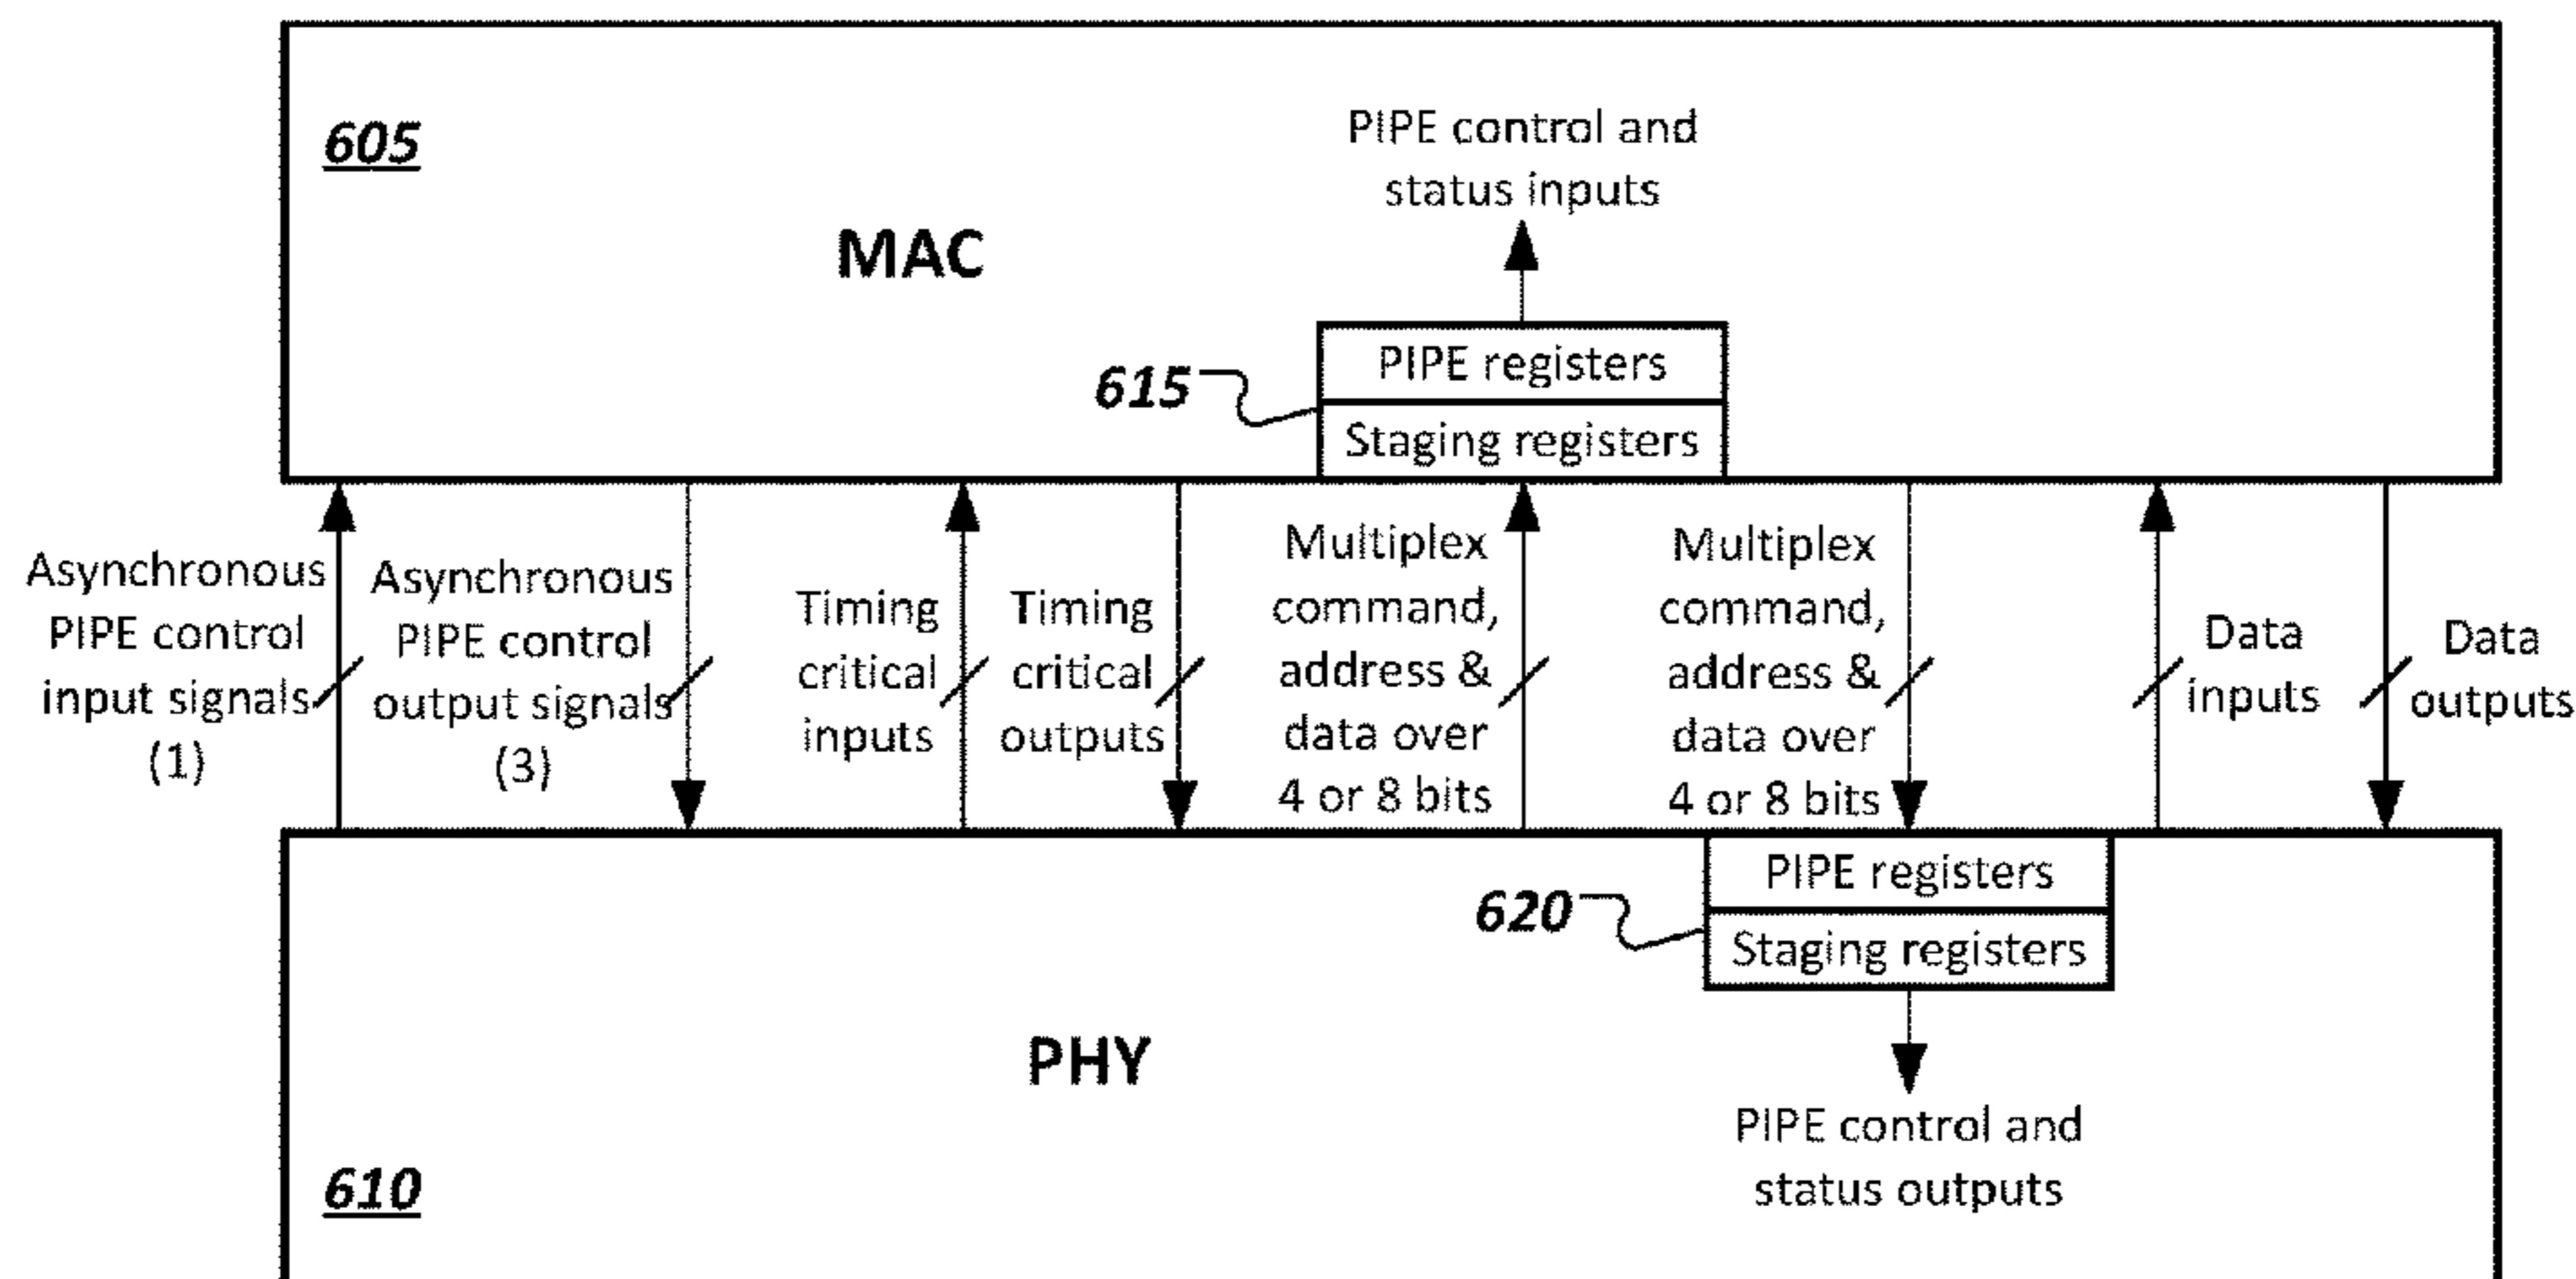 605
MAC
PIPE control and
status inputs
615
PIPE registers
Staging registers
Asynchronous
PIPE control
input signals
(1)
Asynchronous
PIPE control
output signals
(3)
Timing
critical
inputs
Timing
critical
outputs
Multiplex
command,
address &
data over
4 or 8 bits
Multiplex
command,
address &
data over
4 or 8 bits
Data
inputs
Data
outputs
620
PIPE registers
Staging registers
PHY
PIPE control and
status outputs
610